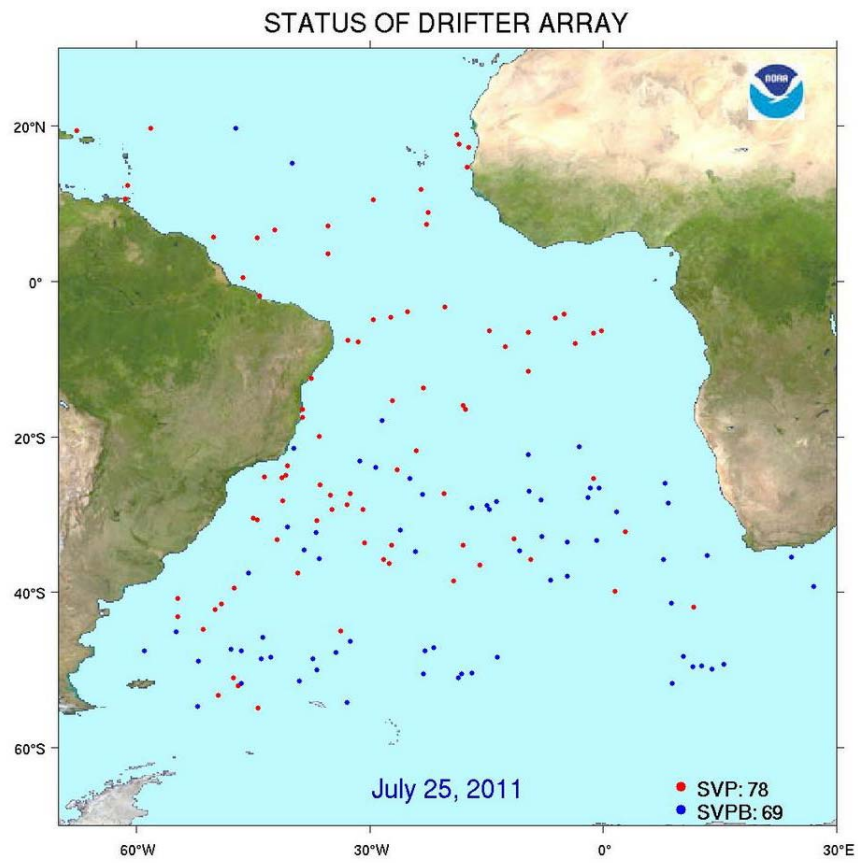 STATUS OF DRIFTER ARRAY
NOAA
20°N
0°
20°S
40°S
60°S
July 25, 2011
SVP: 78
SVPB: 69
60°W
30°W
0°
30°E